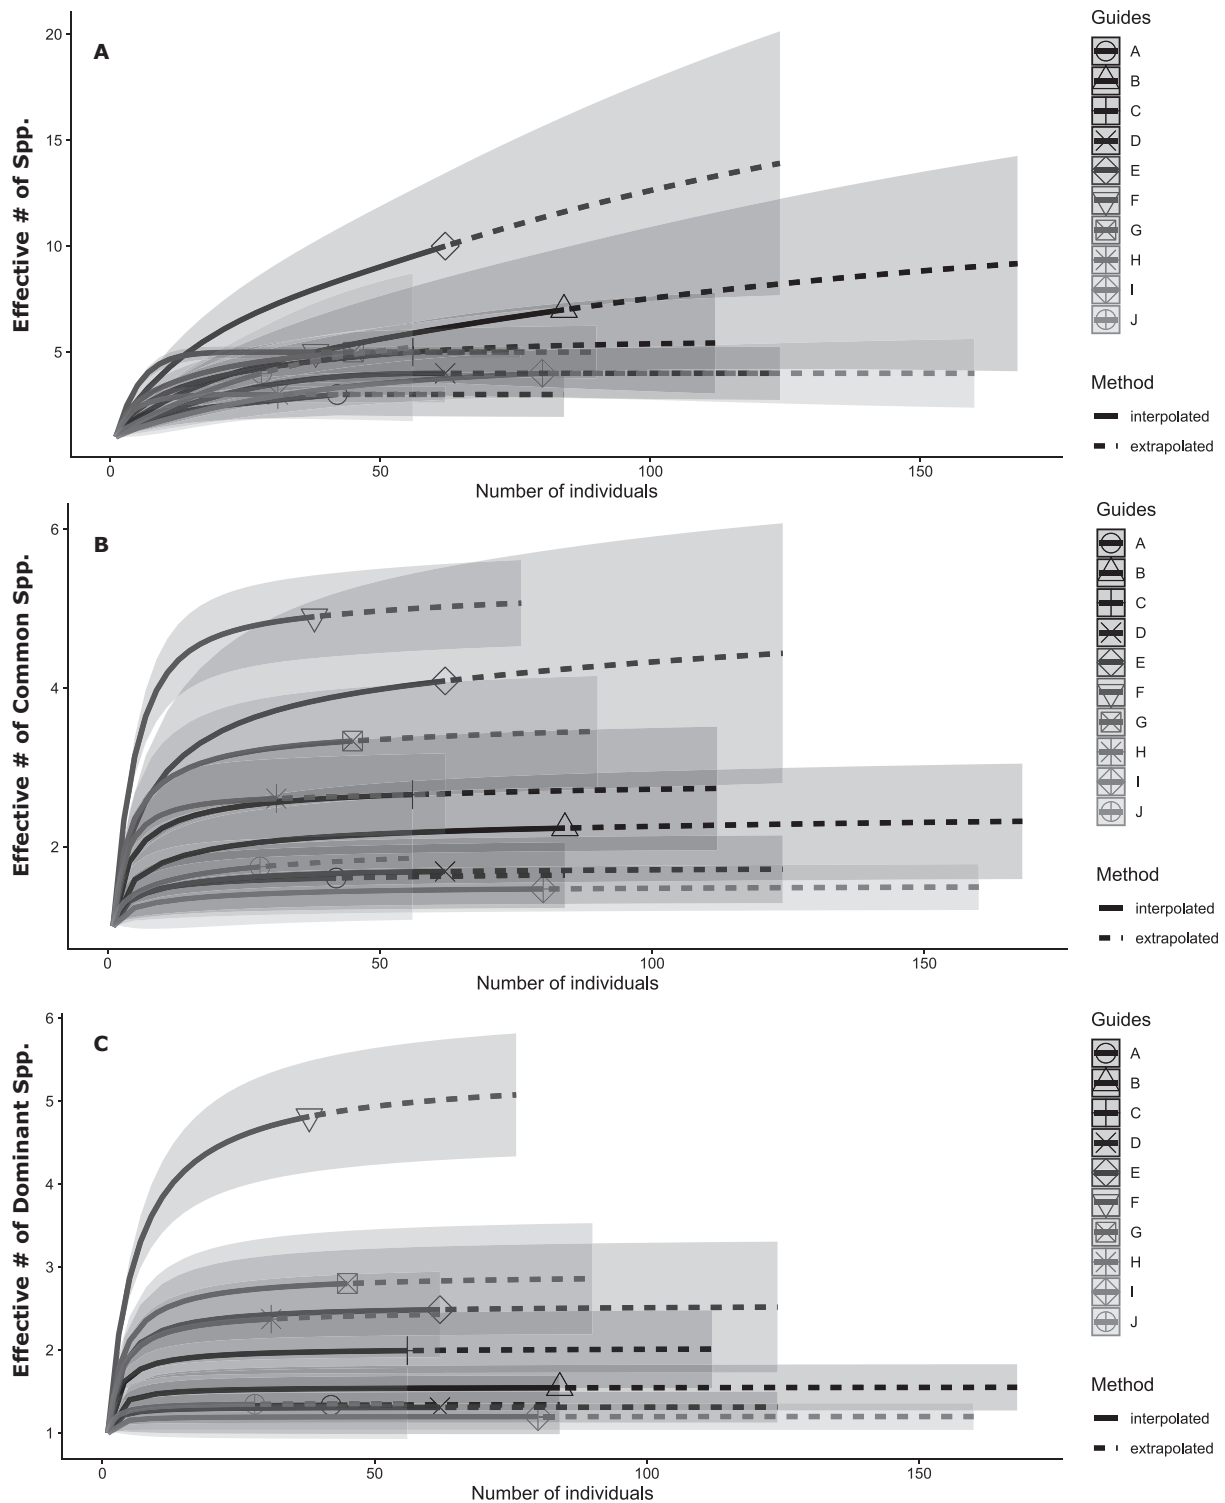 A
Effective # of Spp.
20
15
10
5
0
50
100
150
Number of individuals
Guides
A
B
C
D
E
F
G
H
I
J
Method
interpolated
extrapolated
B
Effective # of Common Spp.
6
4
2
0
50
100
150
Number of individuals
Guides
A
B
C
D
E
F
G
H
I
J
Method
interpolated
extrapolated
C
Effective # of Dominant Spp.
6
5
4
3
2
1
0
50
100
150
Number of individuals
Guides
A
B
C
D
E
F
G
H
I
J
Method
interpolated
extrapolated